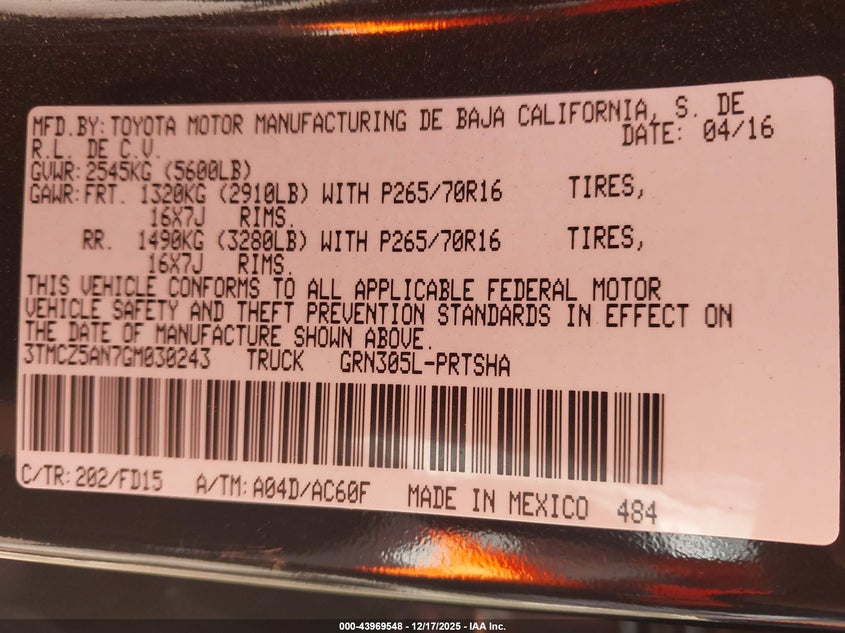 MFD.BY:TOYOTA MOTOR MANUFACTURING DE BAJA CALIFORNIA, S. DE
R.L. DE C.V. DATE: 04/16
GVWR:2545KG (5600LB)
GAWR:FRT. 1320KG (2910LB) WITH P265/70R16 TIRES,
16X7J RIMS.
RR. 1490KG (3280LB) WITH P265/70R16 TIRES,
16X7J RIMS.
THIS VEHICLE CONFORMS TO ALL APPLICABLE FEDERAL MOTOR
VEHICLE SAFETY AND THEFT PREVENTION STANDARDS IN EFFECT ON
THE DATE OF MANUFACTURE SHOWN ABOVE.
3TMCZ5AN7GM030243 TRUCK GRN305L-PRTSHA
C/TR:202/FD15 A/TM:A04D/AC60F MADE IN MEXICO 484
000-43969548 - 12/17/2025 - IAA Inc.